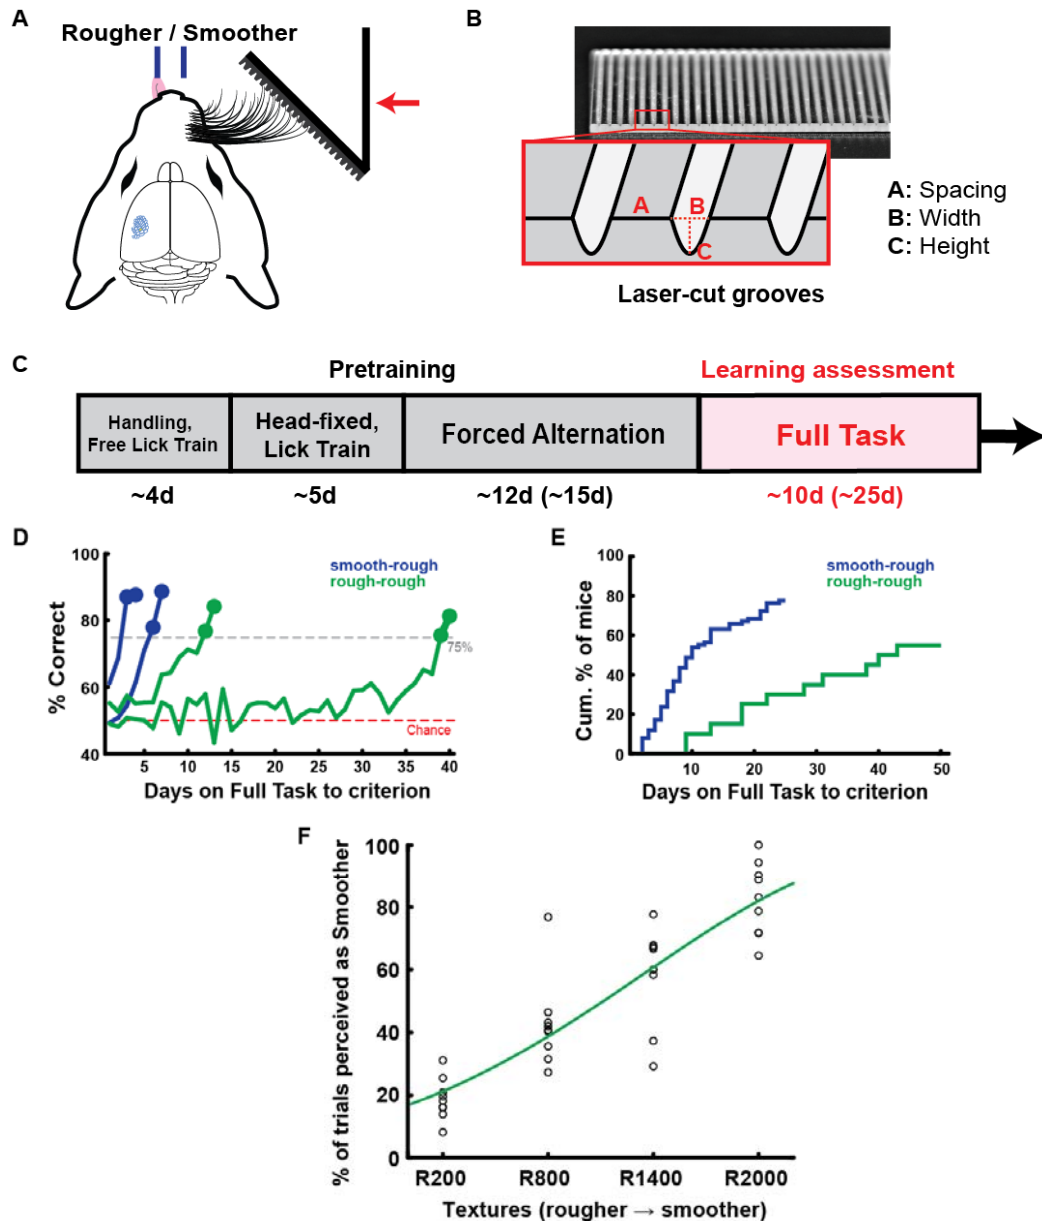 A
Rougher / Smoother
B
A
B
C
A: Spacing
B: Width
C: Height
Laser-cut grooves
C
Pretraining
Learning assessment
Handling,
Free Lick Train
Head-fixed,
Lick Train
Forced Alternation
Full Task
~4d
~5d
~12d (~15d)
~10d (~25d)
D
% Correct
100
80
60
40
smooth-rough
rough-rough
75%
Chance
5
10
15
20
25
30
35
40
Days on Full Task to criterion
E
Cum. % of mice
100
80
60
40
20
0
smooth-rough
rough-rough
10
20
30
40
50
Days on Full Task to criterion
F
% of trials perceived as Smoother
100
80
60
40
20
0
R200
R800
R1400
R2000
Textures (rougher → smoother)